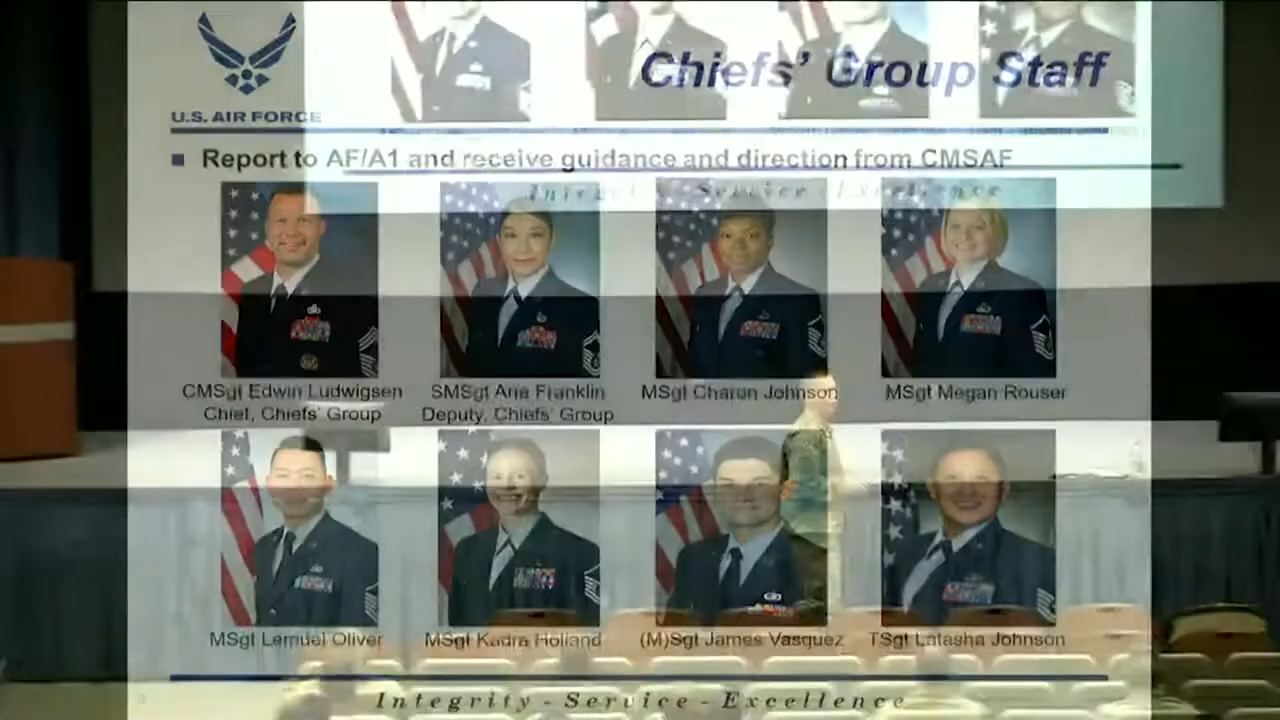 Chiefs' Group Staff
U.S. AIR FORCE
Report to AF/A1 and receive guidance and direction from CMSAF
Service Excellence
CMSgt Edwin Ludwigsen
Chief, Chiefs' Group
SMSgt Ana Franklin
Deputy, Chiefs' Group
MSgt Charon Johnson
MSgt Megan Rouser
MSgt Lemuel Oliver
MSgt Kadra Holland
(M)Sgt James Vasquez
TSgt Latasha Johnson
Integrity - Service - Excellence